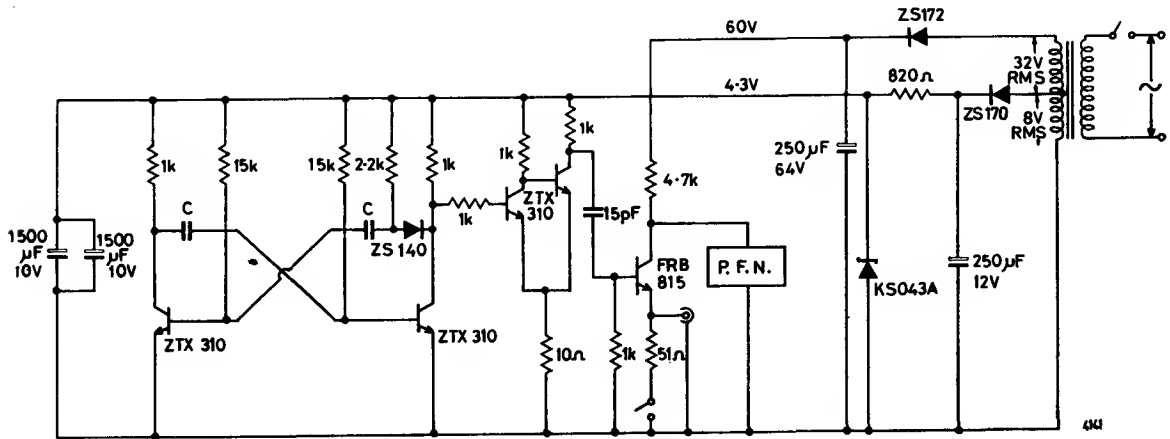 ZS172
60V
32V
RMS
4·3V
820Ω
ZS170
8V
RMS
~
1k
15k
15k
2·2k
1k
1k
1k
4·7k
250µF
64V
C
C
ZS 140
1k
ZTX
310
15pF
1500
µF
10V
1500
µF
10V
FRB
815
P. F. N.
KS043A
250µF
12V
ZTX 310
ZTX 310
10Ω
1k
51Ω
4141